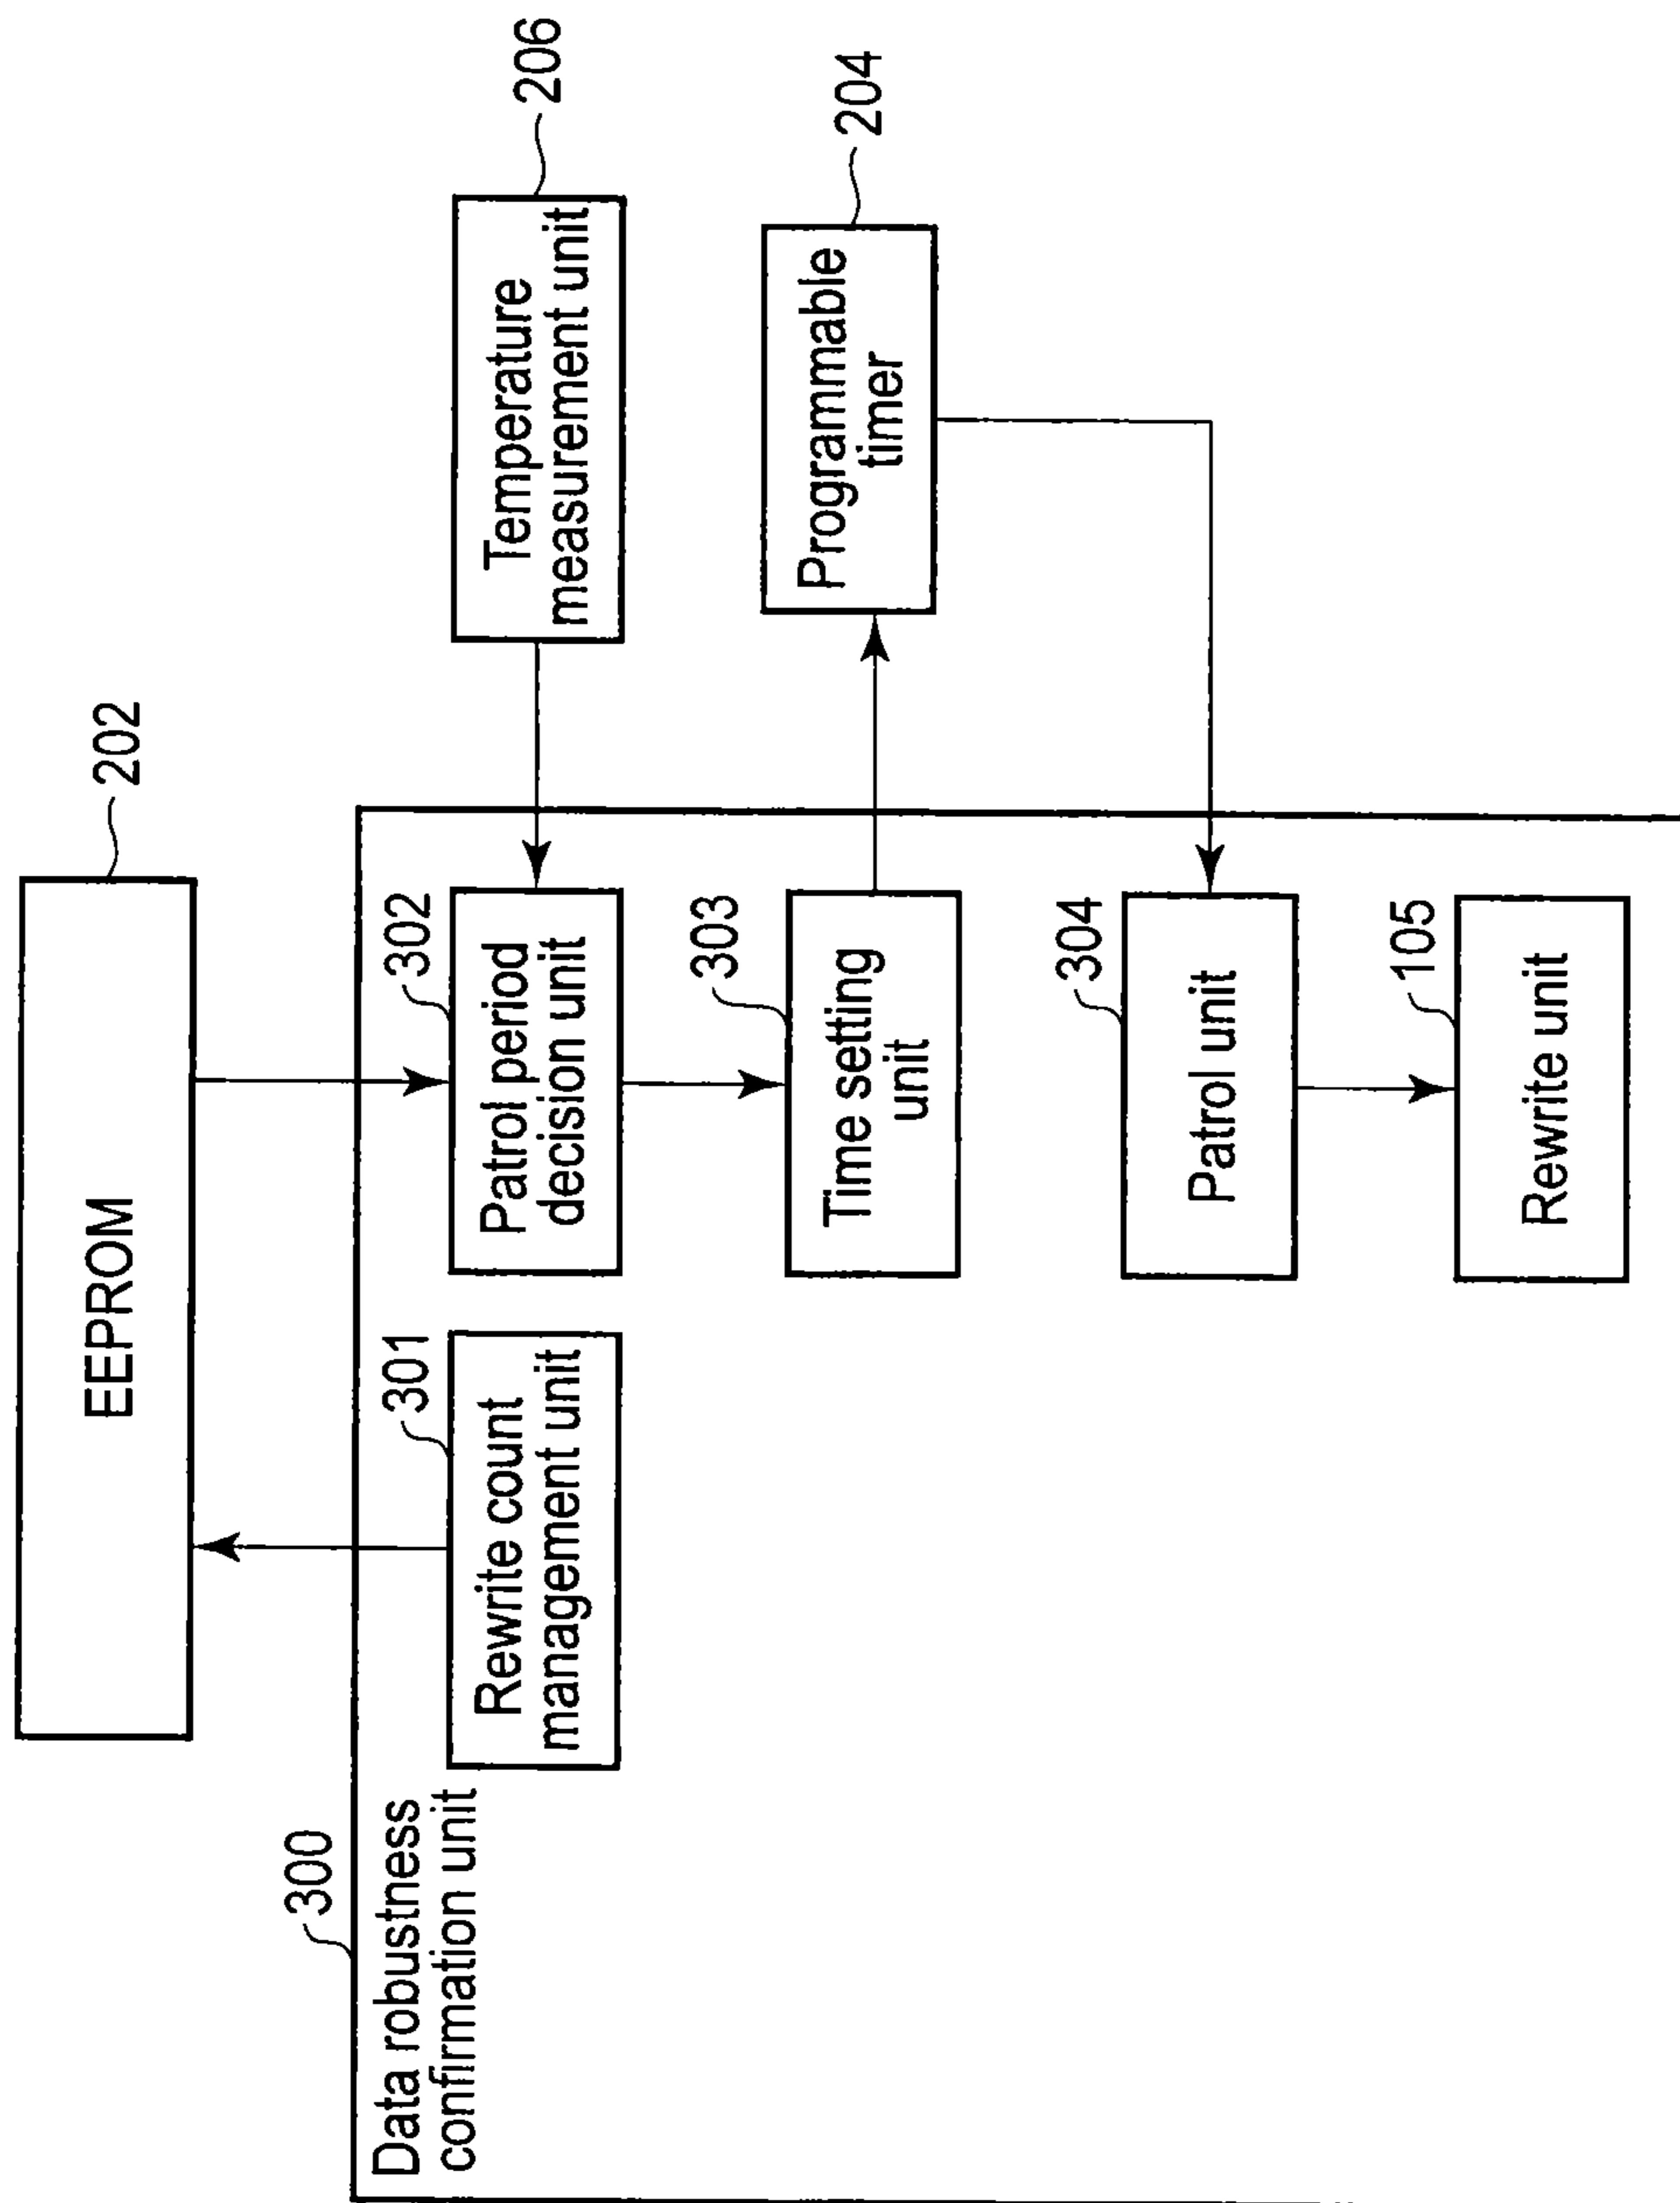 202
EEPROM
206
Temperature
measurement unit
204
Programmable
timer
300
Data robustness
confirmation unit
301
Rewrite count
management unit
302
Patrol period
decision unit
303
Time setting
unit
304
Patrol unit
105
Rewrite unit